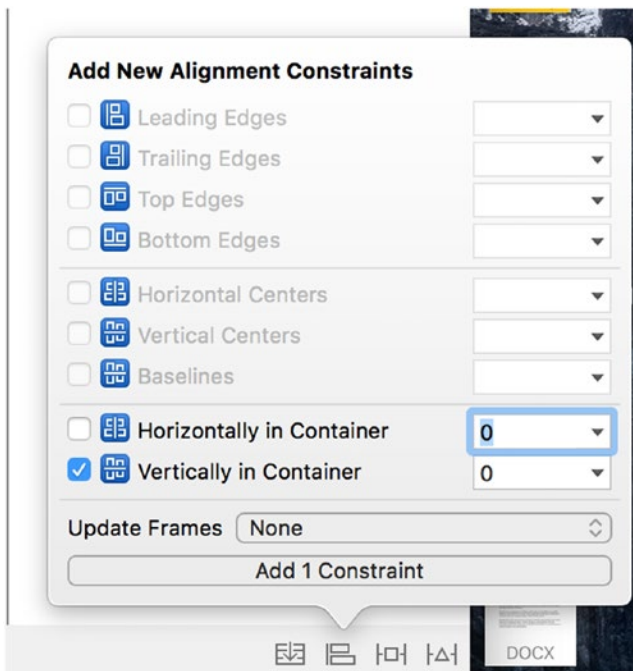 Add New Alignment Constraints
Leading Edges
Trailing Edges
Top Edges
Bottom Edges
Horizontal Centers
Vertical Centers
Baselines
Horizontally in Container 0
Vertically in Container 0
Update Frames None
Add 1 Constraint
DOCX